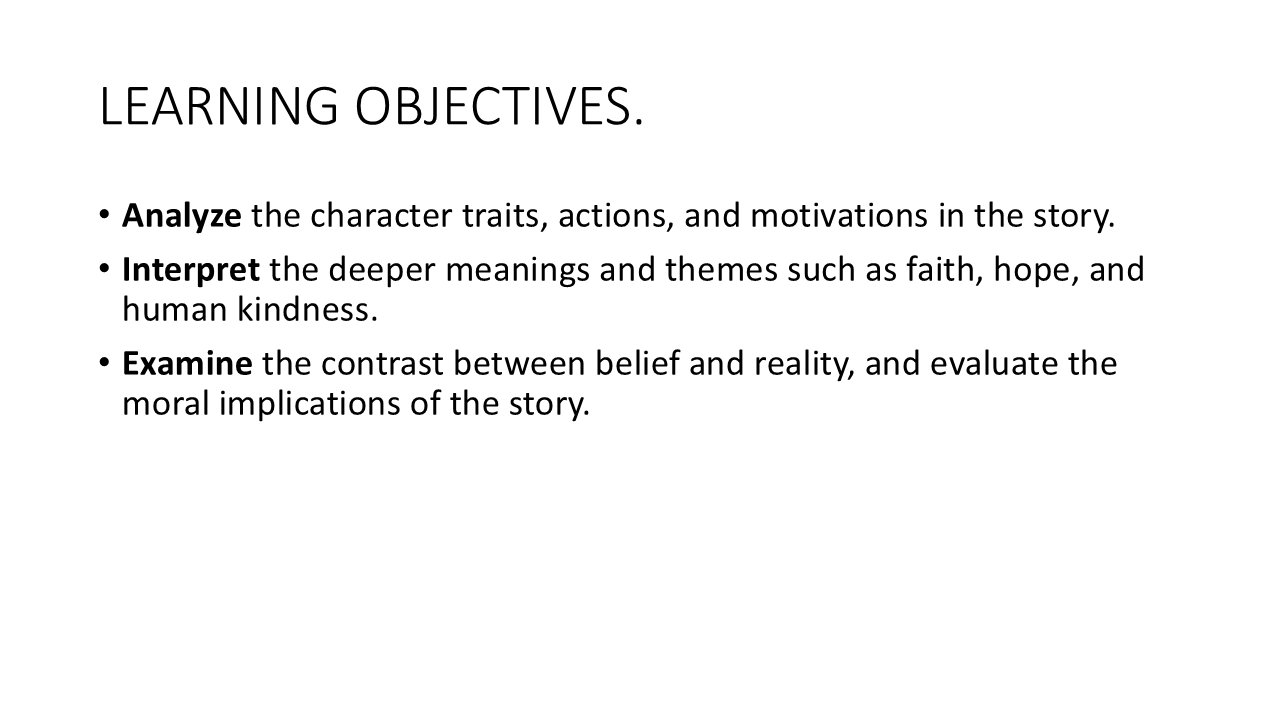 LEARNING OBJECTIVES.
• Analyze the character traits, actions, and motivations in the story.
• Interpret the deeper meanings and themes such as faith, hope, and
human kindness.
• Examine the contrast between belief and reality, and evaluate the
moral implications of the story.